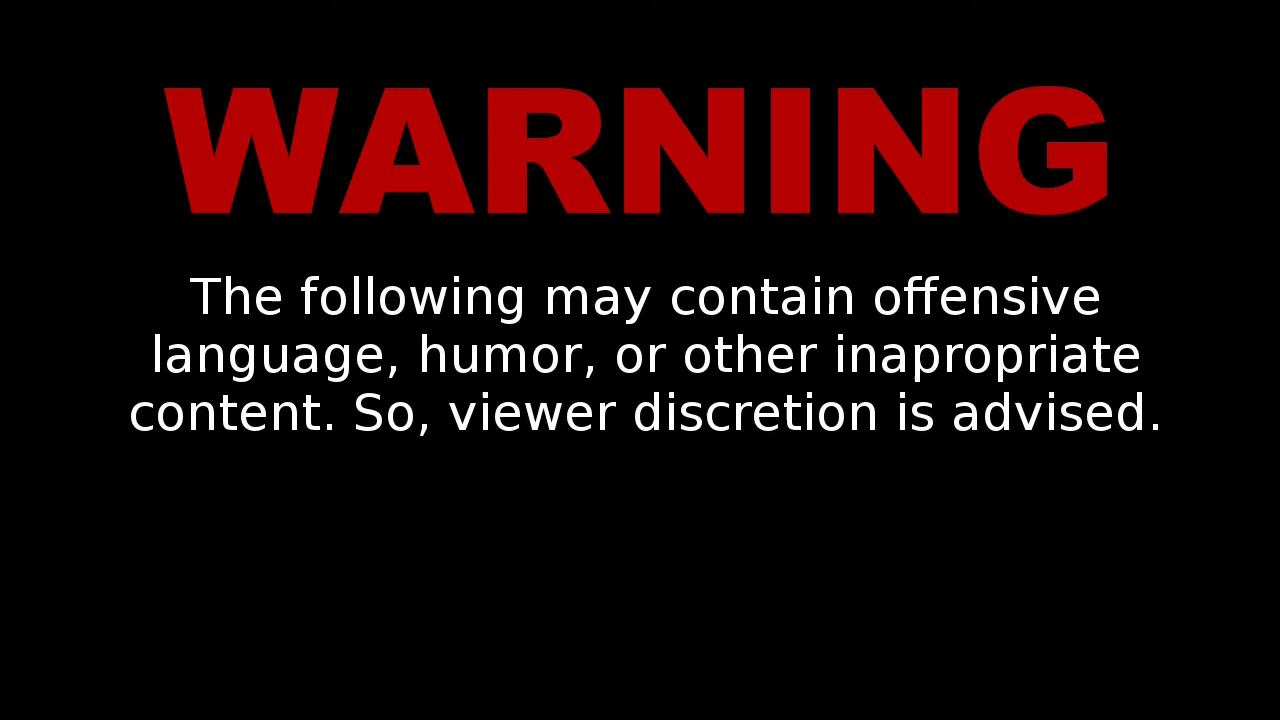 WARNING
The following may contain offensive
language, humor, or other inapropriate
content. So, viewer discretion is advised.